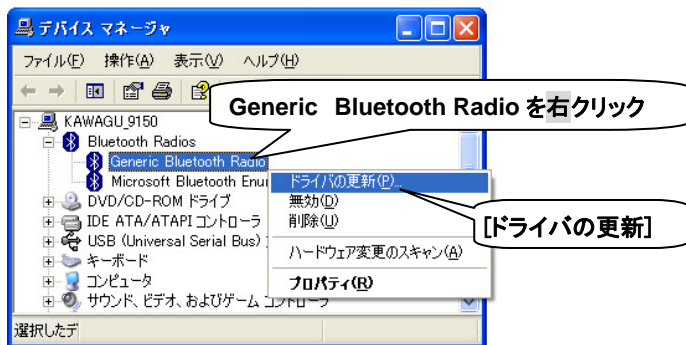 デバイス マネージャ
ファイル(F) 操作(A) 表示(V) ヘルプ(H)
Generic Bluetooth Radio を右クリック
KAWAGU_9150
Bluetooth Radios
Generic Bluetooth Radio
Microsoft Bluetooth Enu
ドライバの更新(P)...
DVD/CD-ROM ドライブ
無効(D)
IDE ATA/ATAPI コントローラ
削除(U)
[ドライバの更新]
USB (Universal Serial Bus)
ハードウェア変更のスキャン(A)
キーボード
コンピュータ
プロパティ(R)
サウンド、ビデオ、およびゲーム コントローラ
選択したデ